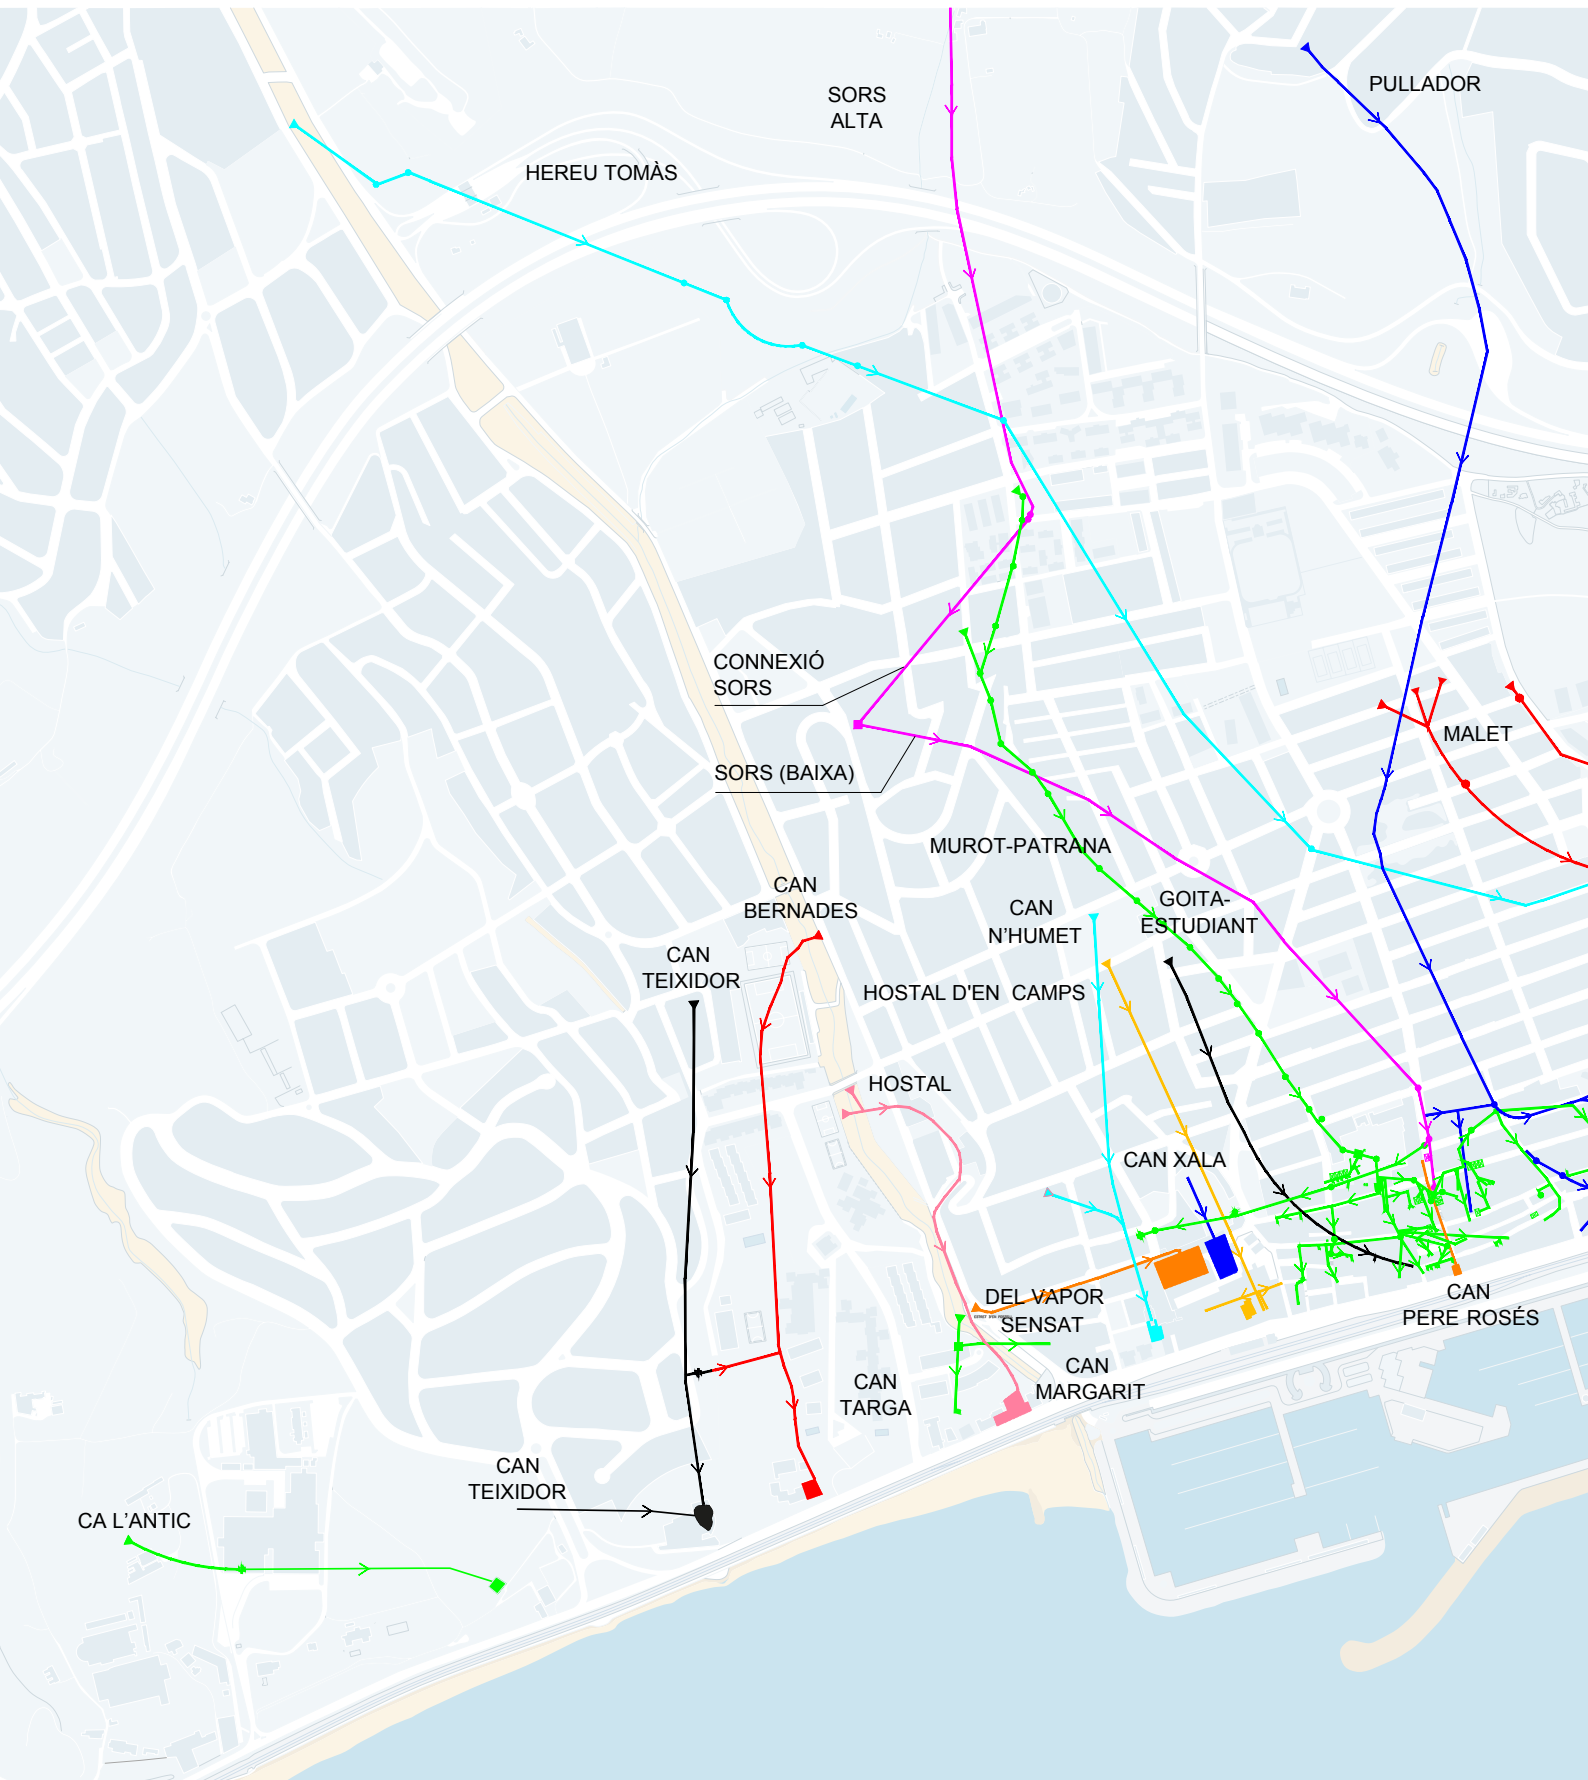 PULLADOR
SORS
ALTA
HEREU TOMÀS
CONNEXIÓ
SORS
MALET
SORS (BAIXA)
MUROT-PATRANA
CAN
BERNADES
GOITA-
ESTUDIANT
CAN
N'HUMET
CAN
TEIXIDOR
HOSTAL D'EN CAMPS
HOSTAL
CAN XALA
DEL VAPOR
SENSAT
CAN
PERE ROSÉS
CAN
MARGARIT
CAN
TARGA
CAN
TEIXIDOR
CA L'ANTIC